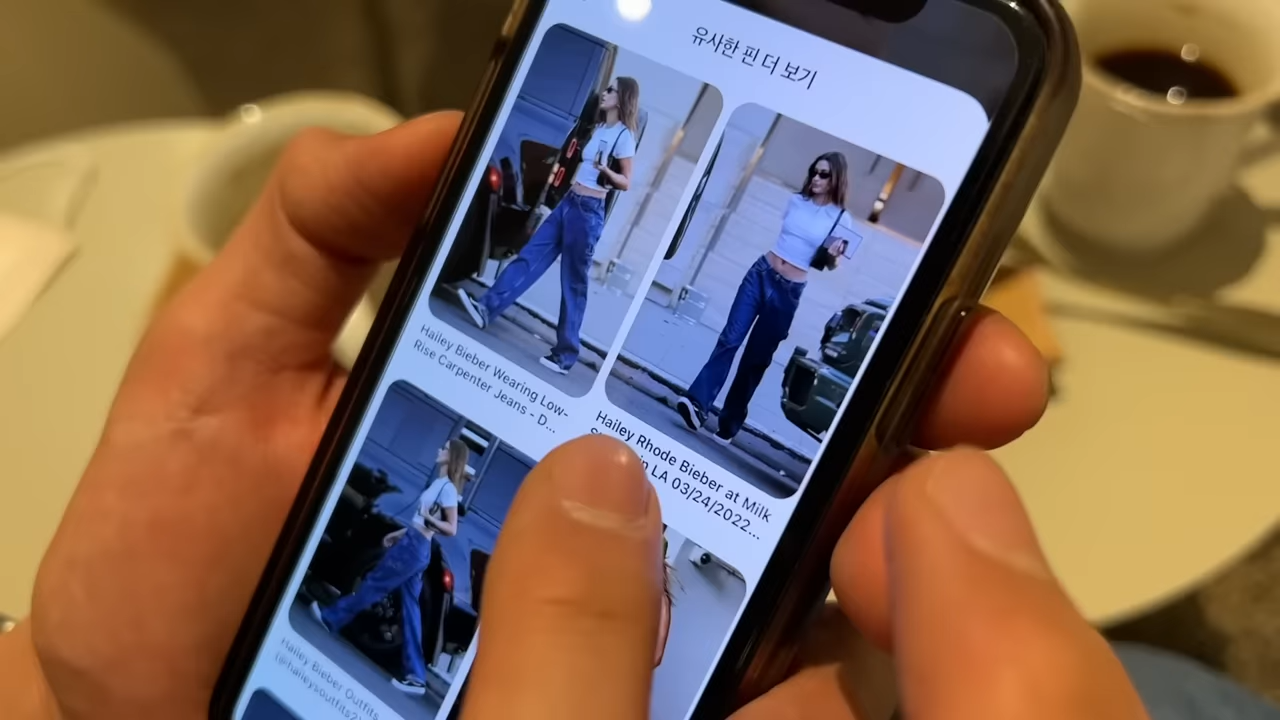 유사한 핀 더 보기
Hailey Bieber Wearing Low-
Rise Carpenter Jeans - D...
Hailey Rhode Bieber at Milk
in LA 03/24/2022...
Hailey Bieber Outfits